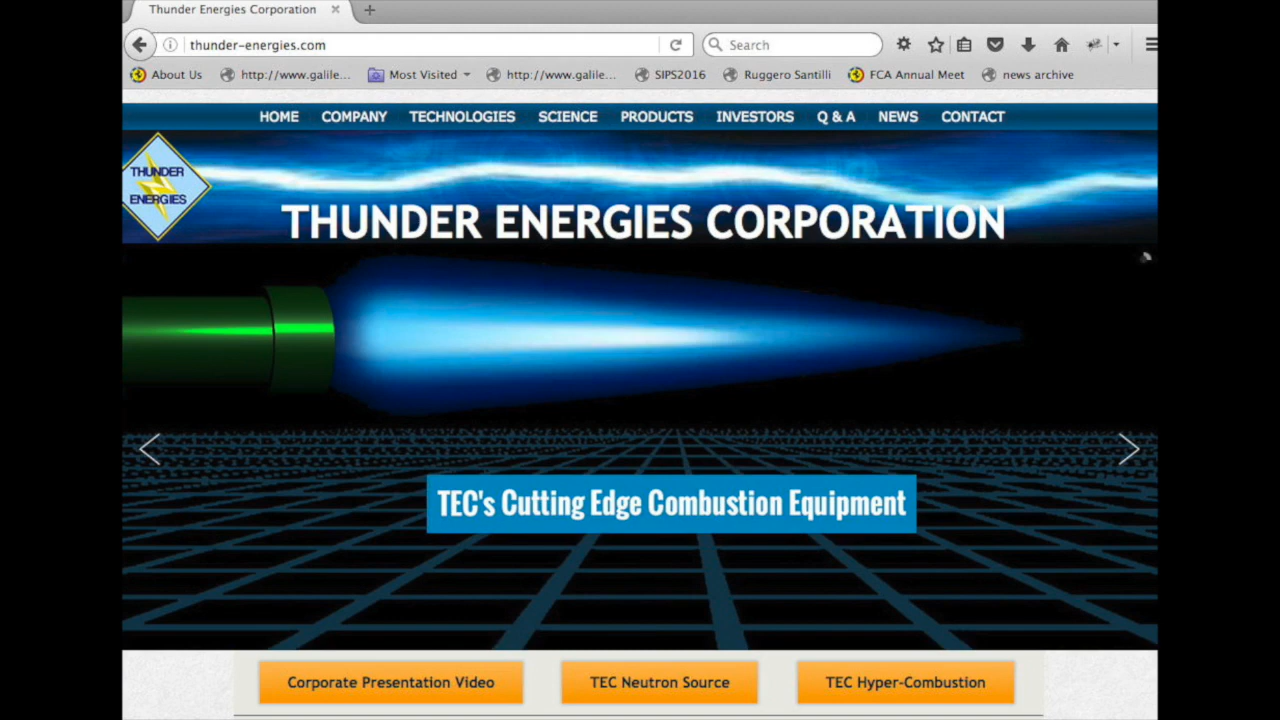 Thunder Energies Corporation
thunder-energies.com
Search
About Us http://www.galile... Most Visited http://www.galile... SIPS2016 Ruggero Santilli FCA Annual Meet news archive
HOME COMPANY TECHNOLOGIES SCIENCE PRODUCTS INVESTORS Q & A NEWS CONTACT
THUNDER
ENERGIES
THUNDER ENERGIES CORPORATION
TEC's Cutting Edge Combustion Equipment
Corporate Presentation Video TEC Neutron Source TEC Hyper-Combustion